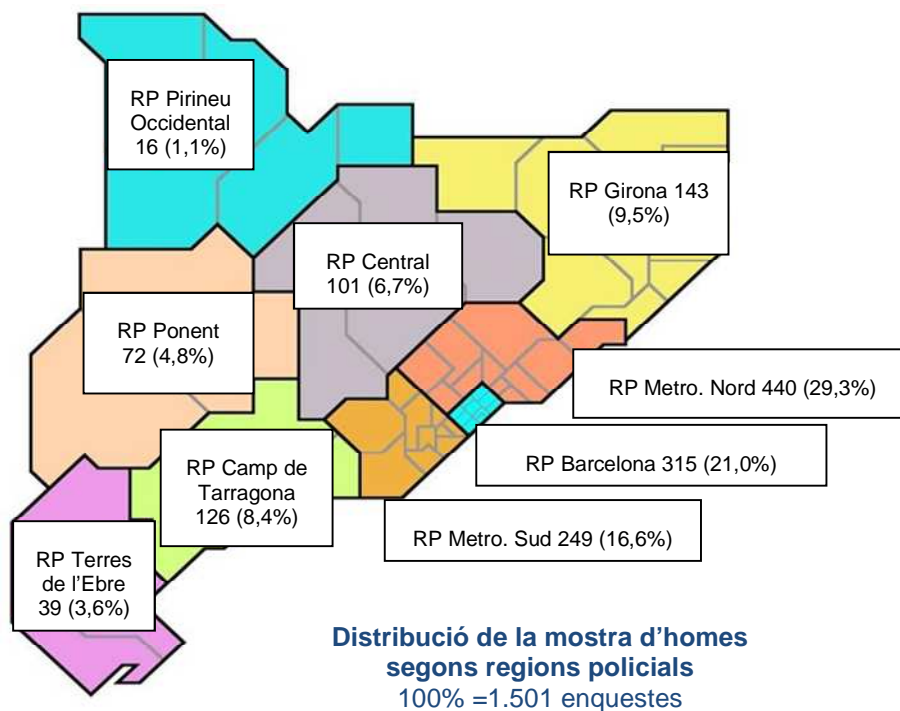 RP Pirineu
Occidental
16 (1,1%)
RP Girona 143
(9,5%)
RP Central
101 (6,7%)
RP Ponent
72 (4,8%)
RP Metro. Nord 440 (29,3%)
RP Barcelona 315 (21,0%)
RP Camp de
Tarragona
126 (8,4%)
RP Metro. Sud 249 (16,6%)
RP Terres
de l’Ebre
39 (3,6%)
Distribució de la mostra d’homes
segons regions policials
100% =1.501 enquestes